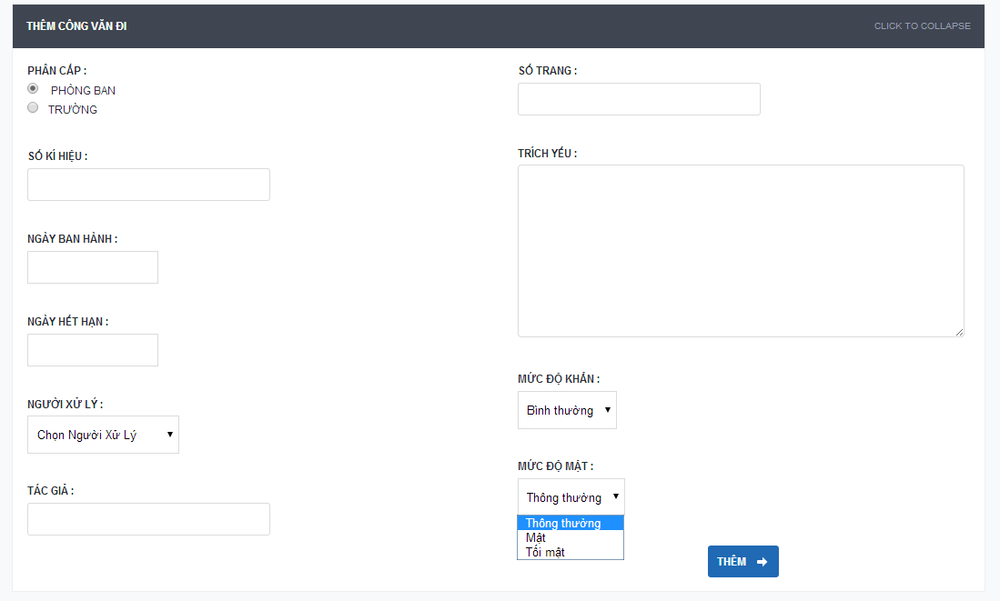 THÊM CÔNG VĂN ĐI
CLICK TO COLLAPSE
PHÂN CẤP :
PHÒNG BAN
TRƯỜNG
SỐ KÍ HIỆU :
NGÀY BAN HÀNH :
NGÀY HẾT HẠN :
NGƯỜI XỬ LÝ :
Chọn Người Xử Lý
TÁC GIẢ :
SỐ TRANG :
TRÍCH YẾU :
MỨC ĐỘ KHẨN :
Bình thường
MỨC ĐỘ MẬT :
Thông thường
Thông thường
Mật
Tối mật
THÊM